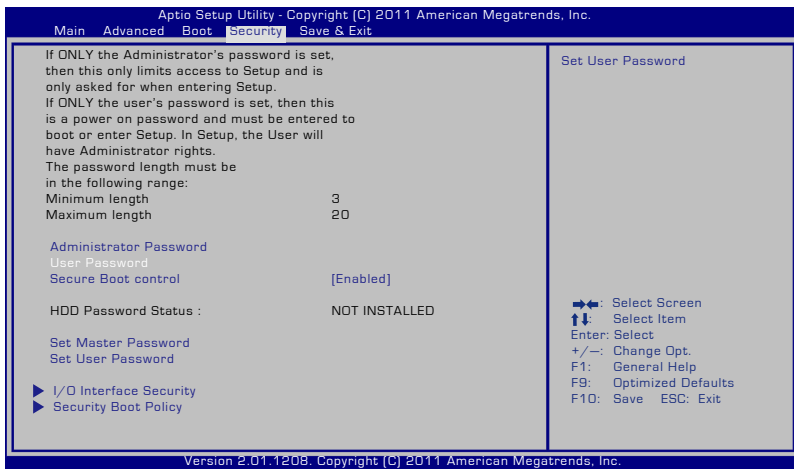 Aptio Setup Utility - Copyright (C) 2011 American Megatrends, Inc.
Main Advanced Boot Security Save & Exit
If ONLY the Administrator's password is set,
then this only limits access to Setup and is
only asked for when entering Setup.
If ONLY the user's password is set, then this
is a power on password and must be entered to
boot or enter Setup. In Setup, the User will
have Administrator rights.
The password length must be
in the following range:
Minimum length 3
Maximum length 20
Administrator Password
User Password
Secure Boot control [Enabled]
HDD Password Status : NOT INSTALLED
Set Master Password
Set User Password
I/O Interface Security
Security Boot Policy
Set User Password
→←: Select Screen
↑↓: Select Item
Enter: Select
+/—: Change Opt.
F1: General Help
F9: Optimized Defaults
F10: Save ESC: Exit
Version 2.01.1208. Copyright (C) 2011 American Megatrends, Inc.